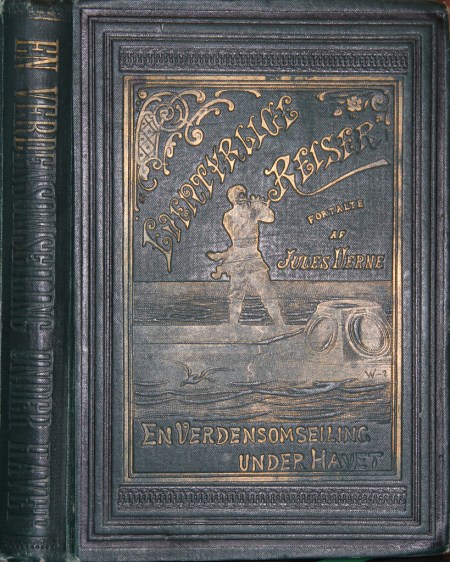 EN VERDENSOMSEILING UNDER HAVET
EVENTYRLIGE
REISER
FORTALTE
AF
JULES VERNE
EN VERDENSOMSEILING
UNDER HAVET